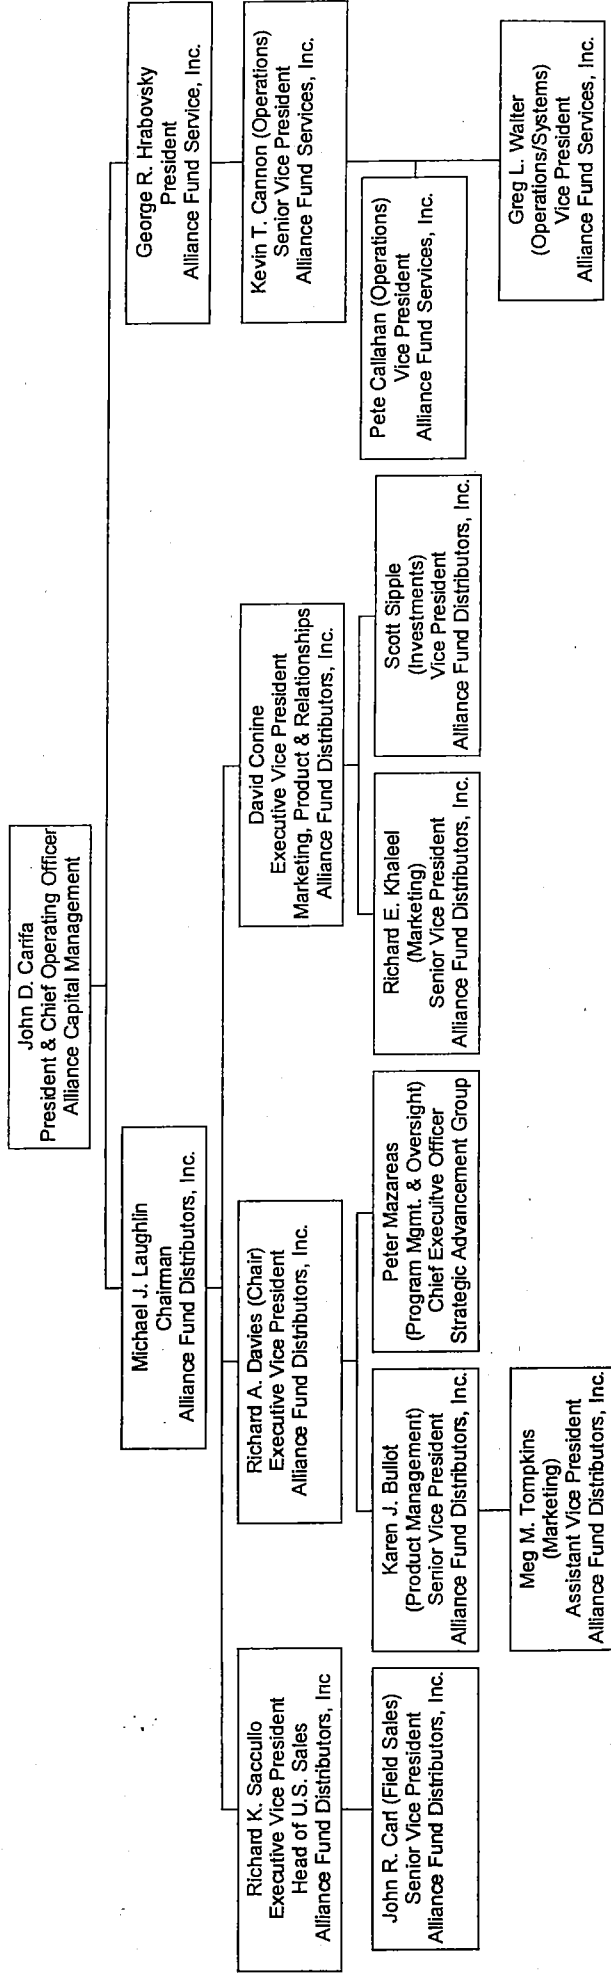 John D. Carifa
President & Chief Operating Officer
Alliance Capital Management
Michael J. Laughlin
Chairman
Alliance Fund Distributors, Inc.
George R. Hrabovsky
President
Alliance Fund Service, Inc.
Richard K. Saccullo
Executive Vice President
Head of U.S. Sales
Alliance Fund Distributors, Inc
Richard A. Davies (Chair)
Executive Vice President
Alliance Fund Distributors, Inc.
David Conine
Executive Vice President
Marketing, Product & Relationships
Alliance Fund Distributors, Inc.
Kevin T. Cannon (Operations)
Senior Vice President
Alliance Fund Services, Inc.
John R. Carl (Field Sales)
Senior Vice President
Alliance Fund Distributors, Inc.
Karen J. Bullot
(Product Management)
Senior Vice President
Alliance Fund Distributors, Inc.
Peter Mazareas
(Program Mgmt. & Oversight)
Chief Execuitve Officer
Strategic Advancement Group
Richard E. Khaleel
(Marketing)
Senior Vice President
Alliance Fund Distributors, Inc.
Scott Sipple
(Investments)
Vice President
Alliance Fund Distributors, Inc.
Pete Callahan (Operations)
Vice President
Alliance Fund Services, Inc.
Meg M. Tompkins
(Marketing)
Assistant Vice President
Alliance Fund Distributors, Inc.
Greg L. Walter
(Operations/Systems)
Vice President
Alliance Fund Services, Inc.